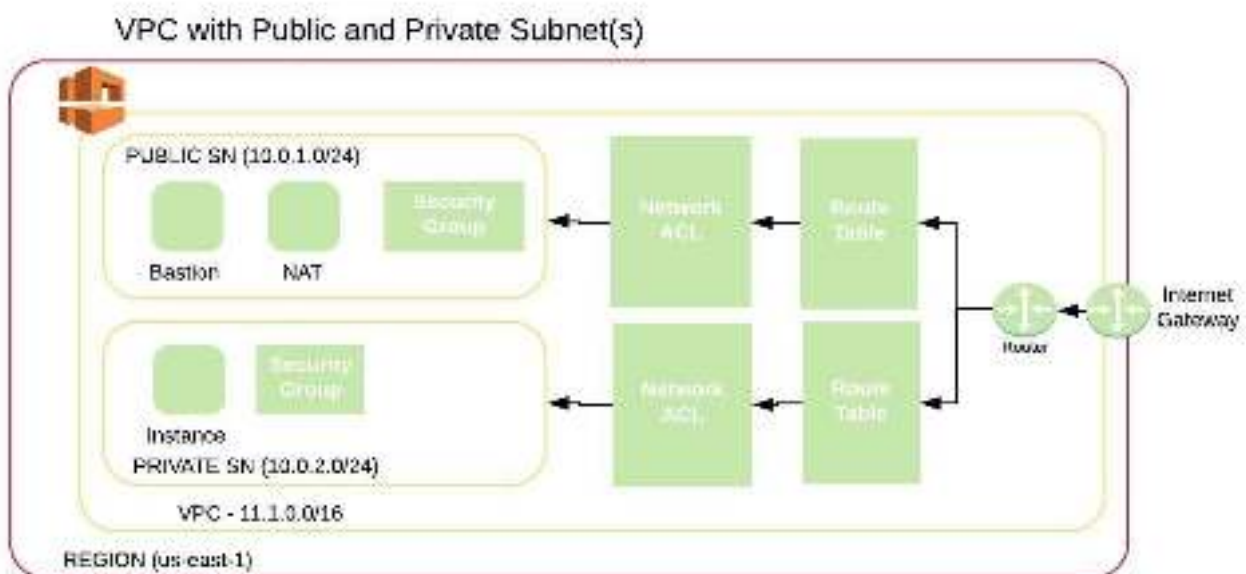 VPC with Public and Private Subnet(s)
PUBLIC SN (10.0.1.0/24)
Bastion
NAT
Security
Group
Network
ACL
Route
Table
Instance
Security
Group
PRIVATE SN (10.0.2.0/24)
Network
ACL
Route
Table
Router
Internet
Gateway
VPC - 11.1.0.0/16
REGION (us-east-1)